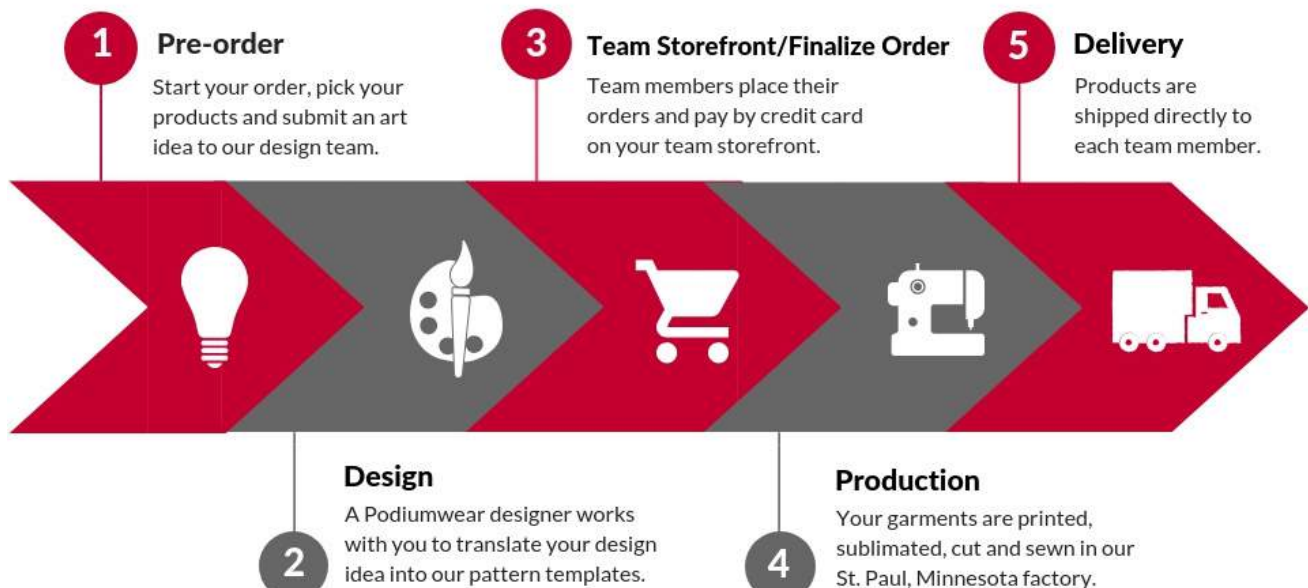 1
Pre-order
Start your order, pick your
products and submit an art
idea to our design team.
3
Team Storefront/Finalize Order
Team members place their
orders and pay by credit card
on your team storefront.
5
Delivery
Products are
shipped directly to
each team member.
2
Design
A Podiumwear designer works
with you to translate your design
idea into our pattern templates.
4
Production
Your garments are printed,
sublimated, cut and sewn in our
St. Paul, Minnesota factory.